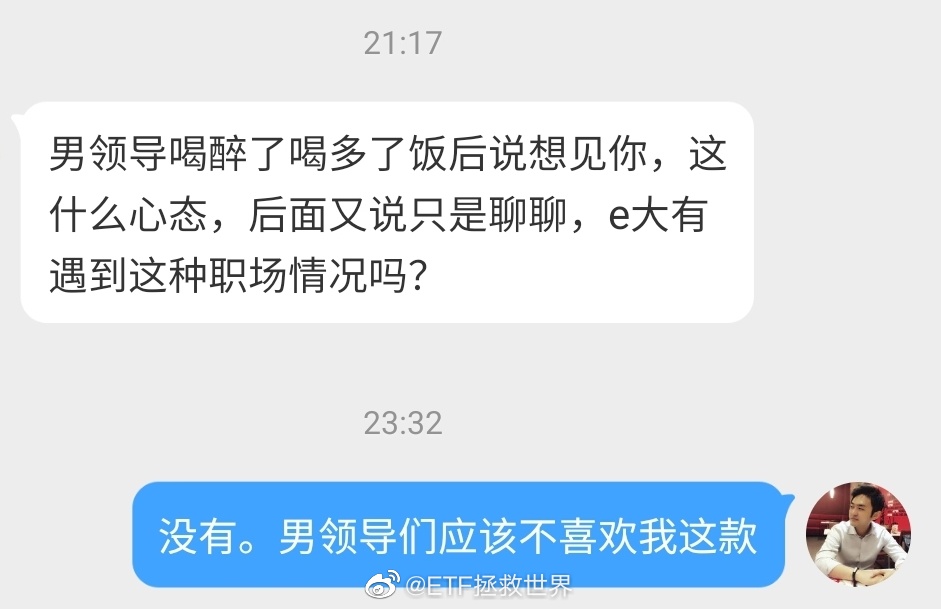 21:17
男领导喝醉了喝多了饭后说想见你，这
什么心态，后面又说只是聊聊，e大有
遇到这种职场情况吗？
23:32
没有。男领导们应该不喜欢我这款
@ETF拯救世界